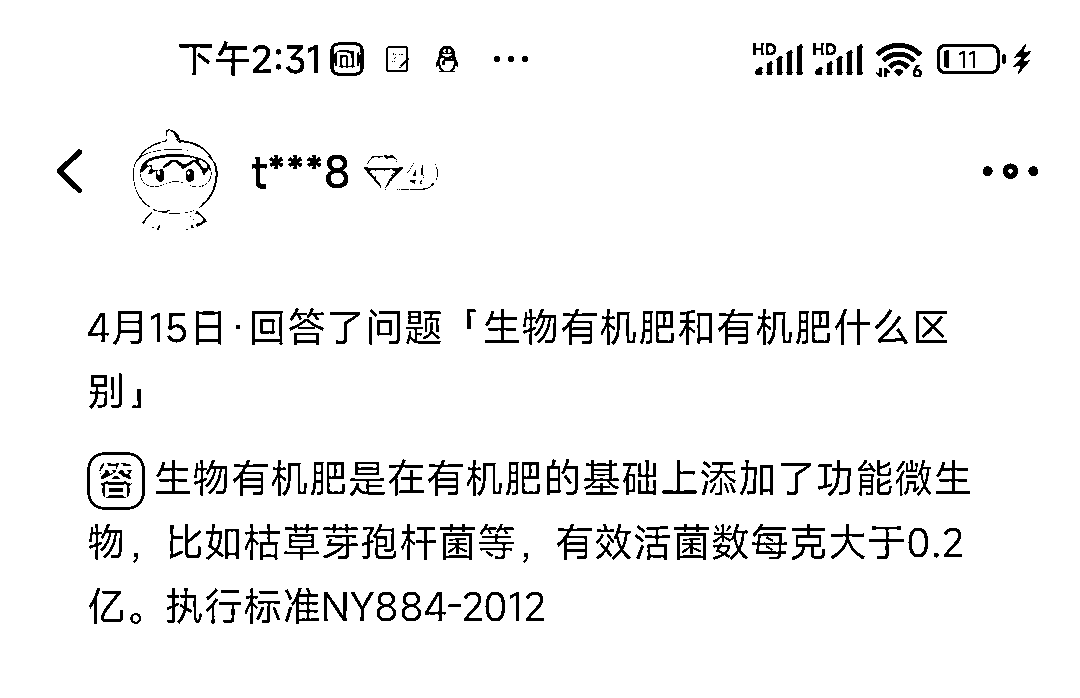 下午2:31 ...
HD HD 6 11
t***8 4
4月15日·回答了问题「生物有机肥和有机肥什么区
别」
答 生物有机肥是在有机肥的基础上添加了功能微生
物，比如枯草芽孢杆菌等，有效活菌数每克大于0.2
亿。执行标准NY884-2012